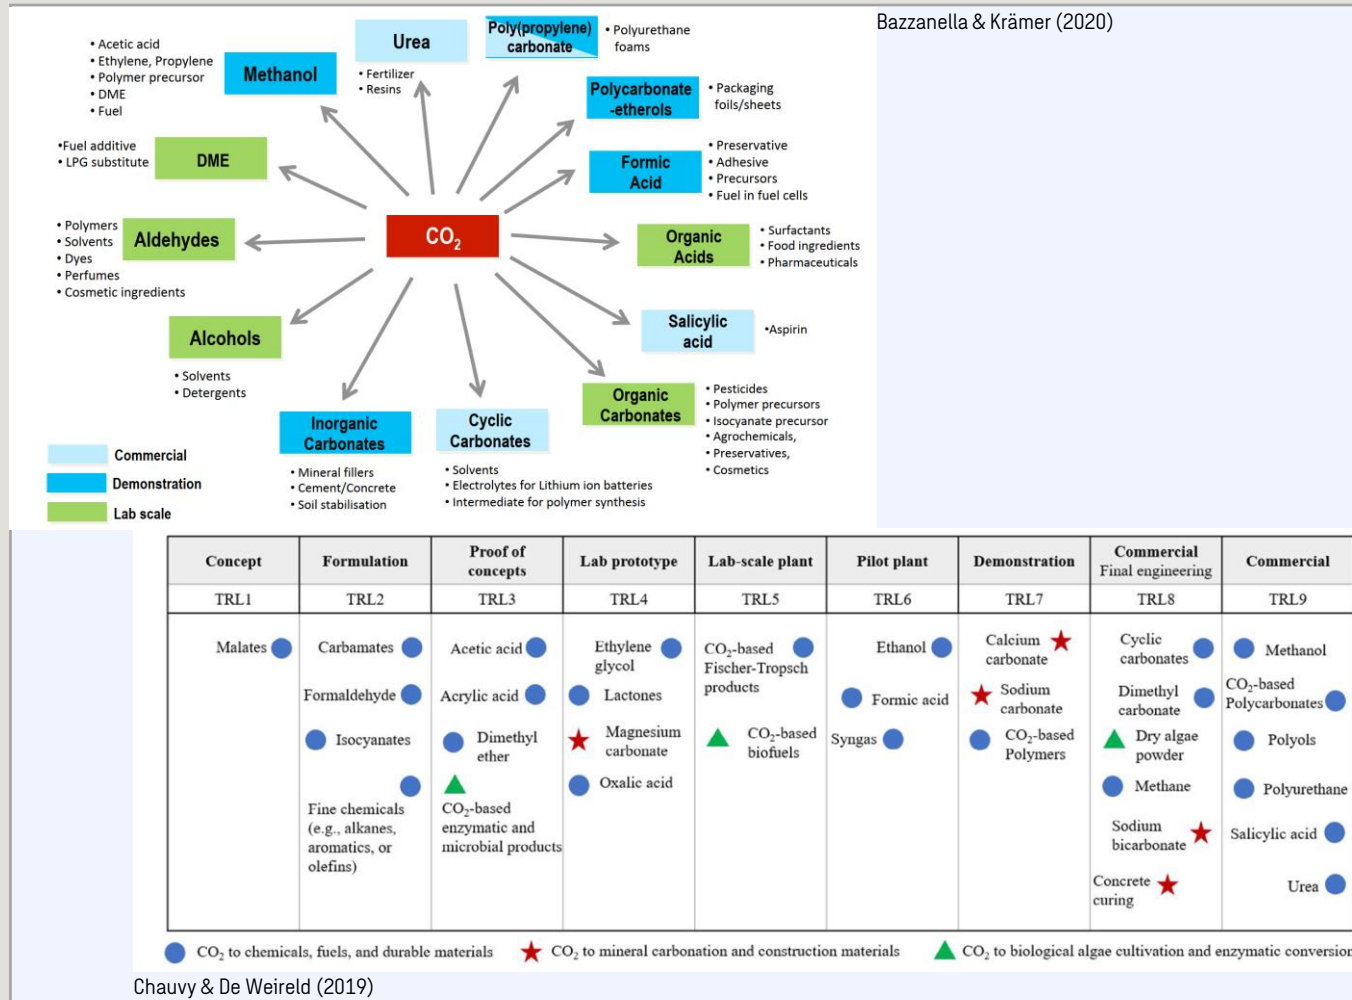 Bazzanella & Krämer (2020)
• Acetic acid
• Ethylene, Propylene
• Polymer precursor
• DME
• Fuel
Methanol
Urea
• Fertilizer
• Resins
Poly(propylene)
carbonate
• Polyurethane
foams
Polycarbonate
-etherols
• Packaging
foils/sheets
•Fuel additive
• LPG substitute
DME
Formic
Acid
• Preservative
• Adhesive
• Precursors
• Fuel in fuel cells
• Polymers
• Solvents
• Dyes
• Perfumes
• Cosmetic ingredients
Aldehydes
CO₂
Organic
Acids
• Surfactants
• Food ingredients
• Pharmaceuticals
Alcohols
• Solvents
• Detergents
Salicylic
acid
•Aspirin
Organic
Carbonates
• Pesticides
• Polymer precursors
• Isocyanate precursor
• Agrochemicals,
• Preservatives,
• Cosmetics
Inorganic
Carbonates
• Mineral fillers
• Cement/Concrete
• Soil stabilisation
Cyclic
Carbonates
• Solvents
• Electrolytes for Lithium ion batteries
• Intermediate for polymer synthesis
Commercial
Demonstration
Lab scale
Concept
Formulation
Proof of
concepts
Lab prototype
Lab-scale plant
Pilot plant
Demonstration
Commercial
Final engineering
Commercial
TRL1
TRL2
TRL3
TRL4
TRL5
TRL6
TRL7
TRL8
TRL9
Malates
Carbamates
Formaldehyde
Isocyanates
Fine chemicals
(e.g., alkanes,
aromatics, or
olefins)
Acetic acid
Acrylic acid
Dimethyl
ether
CO₂-based
enzymatic and
microbial products
Ethylene
glycol
Lactones
Magnesium
carbonate
Oxalic acid
CO₂-based
Fischer-Tropsch
products
CO₂-based
biofuels
Ethanol
Formic acid
Syngas
Calcium
carbonate
Sodium
carbonate
CO₂-based
Polymers
Cyclic
carbonates
Dimethyl
carbonate
Dry algae
powder
Methane
Sodium
bicarbonate
Concrete
curing
Methanol
CO₂-based
Polycarbonates
Polyols
Polyurethane
Salicylic acid
Urea
CO₂ to chemicals, fuels, and durable materials
CO₂ to mineral carbonation and construction materials
CO₂ to biological algae cultivation and enzymatic conversion
Chauvy & De Weireld (2019)